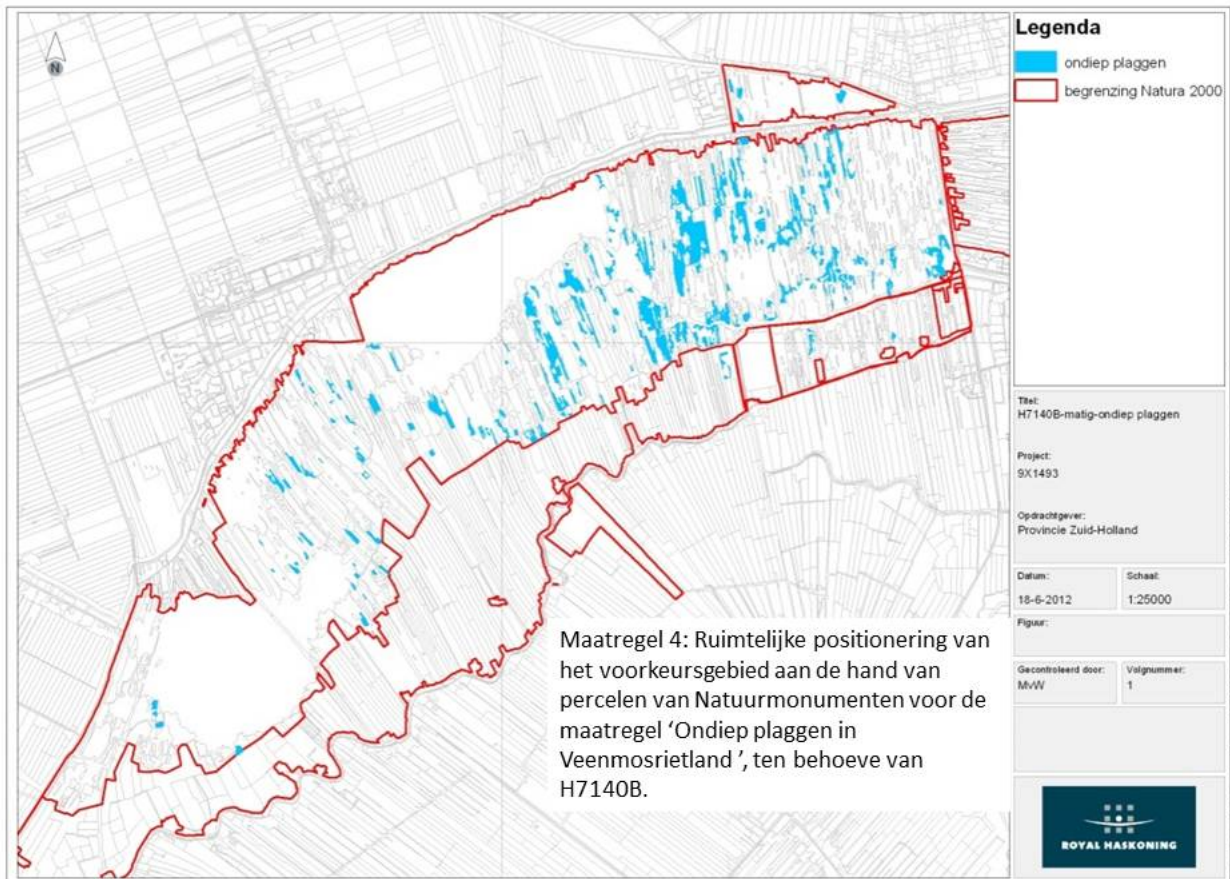 N
Legenda
ondiep plaggen
begrenzing Natura 2000
Maatregel 4: Ruimtelijke positionering van
het voorkeursgebied aan de hand van
percelen van Natuurmonumenten voor de
maatregel ‘Ondiep plaggen in
Veenmosrietland ’, ten behoeve van
H7140B.
Titel:
H7140B-matig-ondiep plaggen
Project:
9X1493
Opdrachtgever:
Provincie Zuid-Holland
Datum:
18-6-2012
Schaal:
1:25000
Figuur:
Gecontroleerd door:
MvW
Volgnummer:
1
ROYAL HASKONING